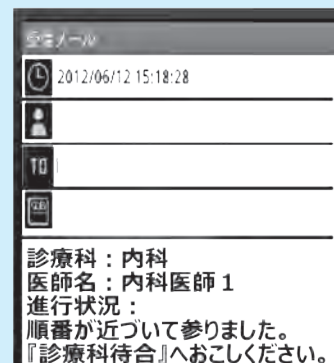 受信メール
2012/06/12 15:18:28
TO
診療科：内科
医師名：内科医師１
進行状況：
順番が近づいて参りました。
『診療科待合』へおこしください。